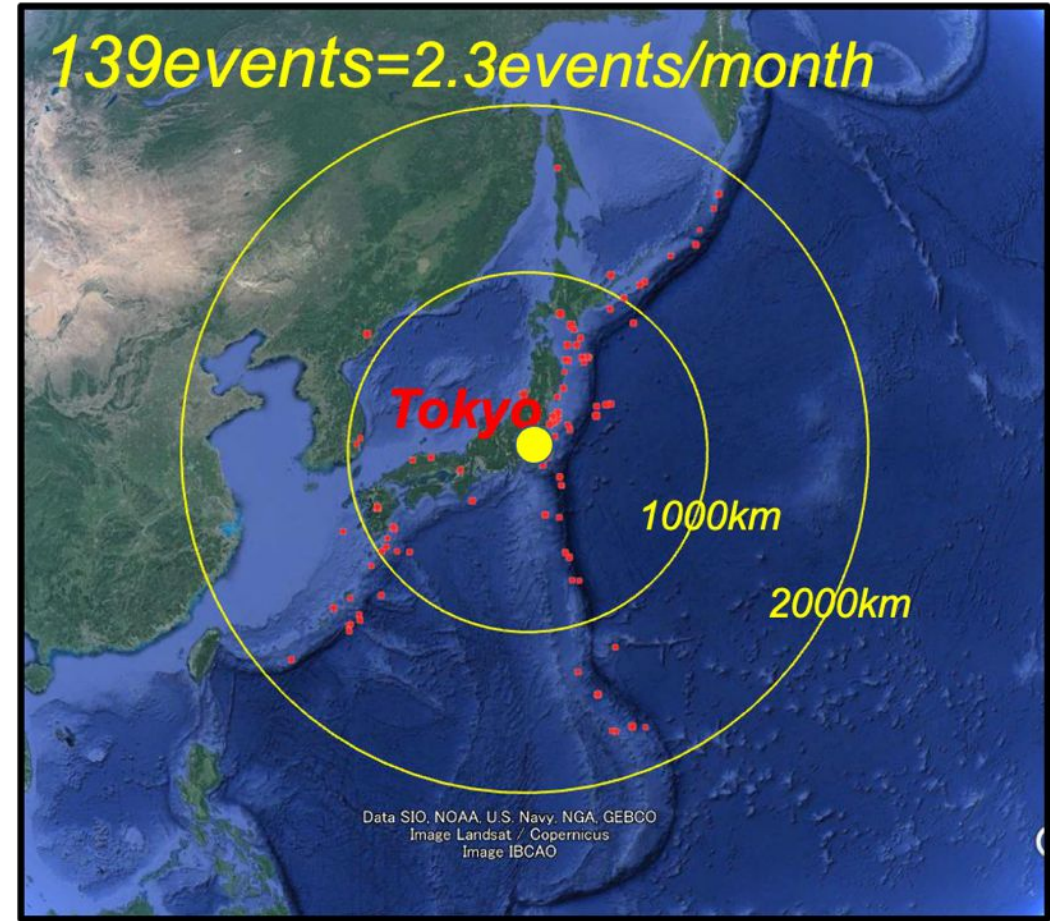 139events=2.3events/month
Tokyo
1000km
2000km
Data SIO, NOAA, U.S. Navy, NGA, GEBCO
Image Landsat / Copernicus
Image IBCAO